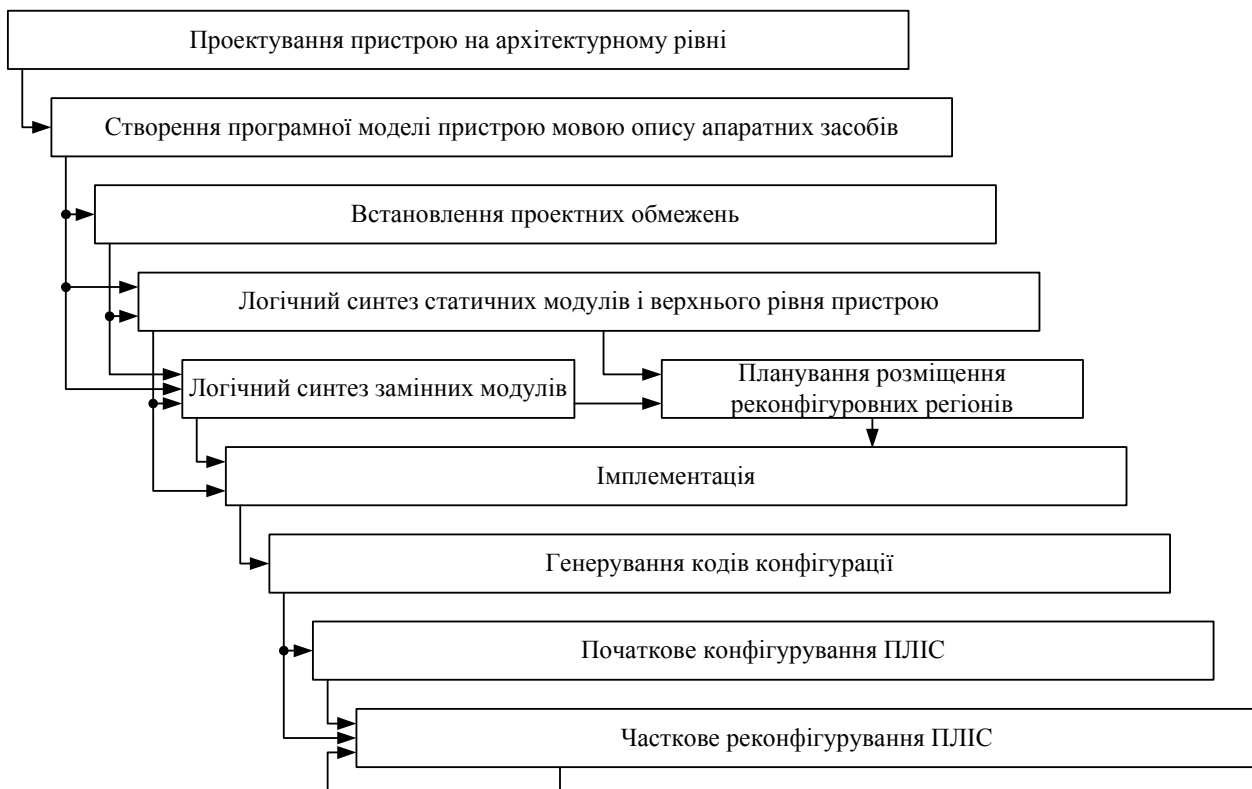 Проектування пристрою на архітектурному рівні
Створення програмної моделі пристрою мовою опису апаратних засобів
Встановлення проектних обмежень
Логічний синтез статичних модулів і верхнього рівня пристрою
Логічний синтез замінних модулів
Планування розміщення
реконфігуровних регіонів
Імплементація
Генерування кодів конфігурації
Початкове конфігурування ПЛІС
Часткове реконфігурування ПЛІС